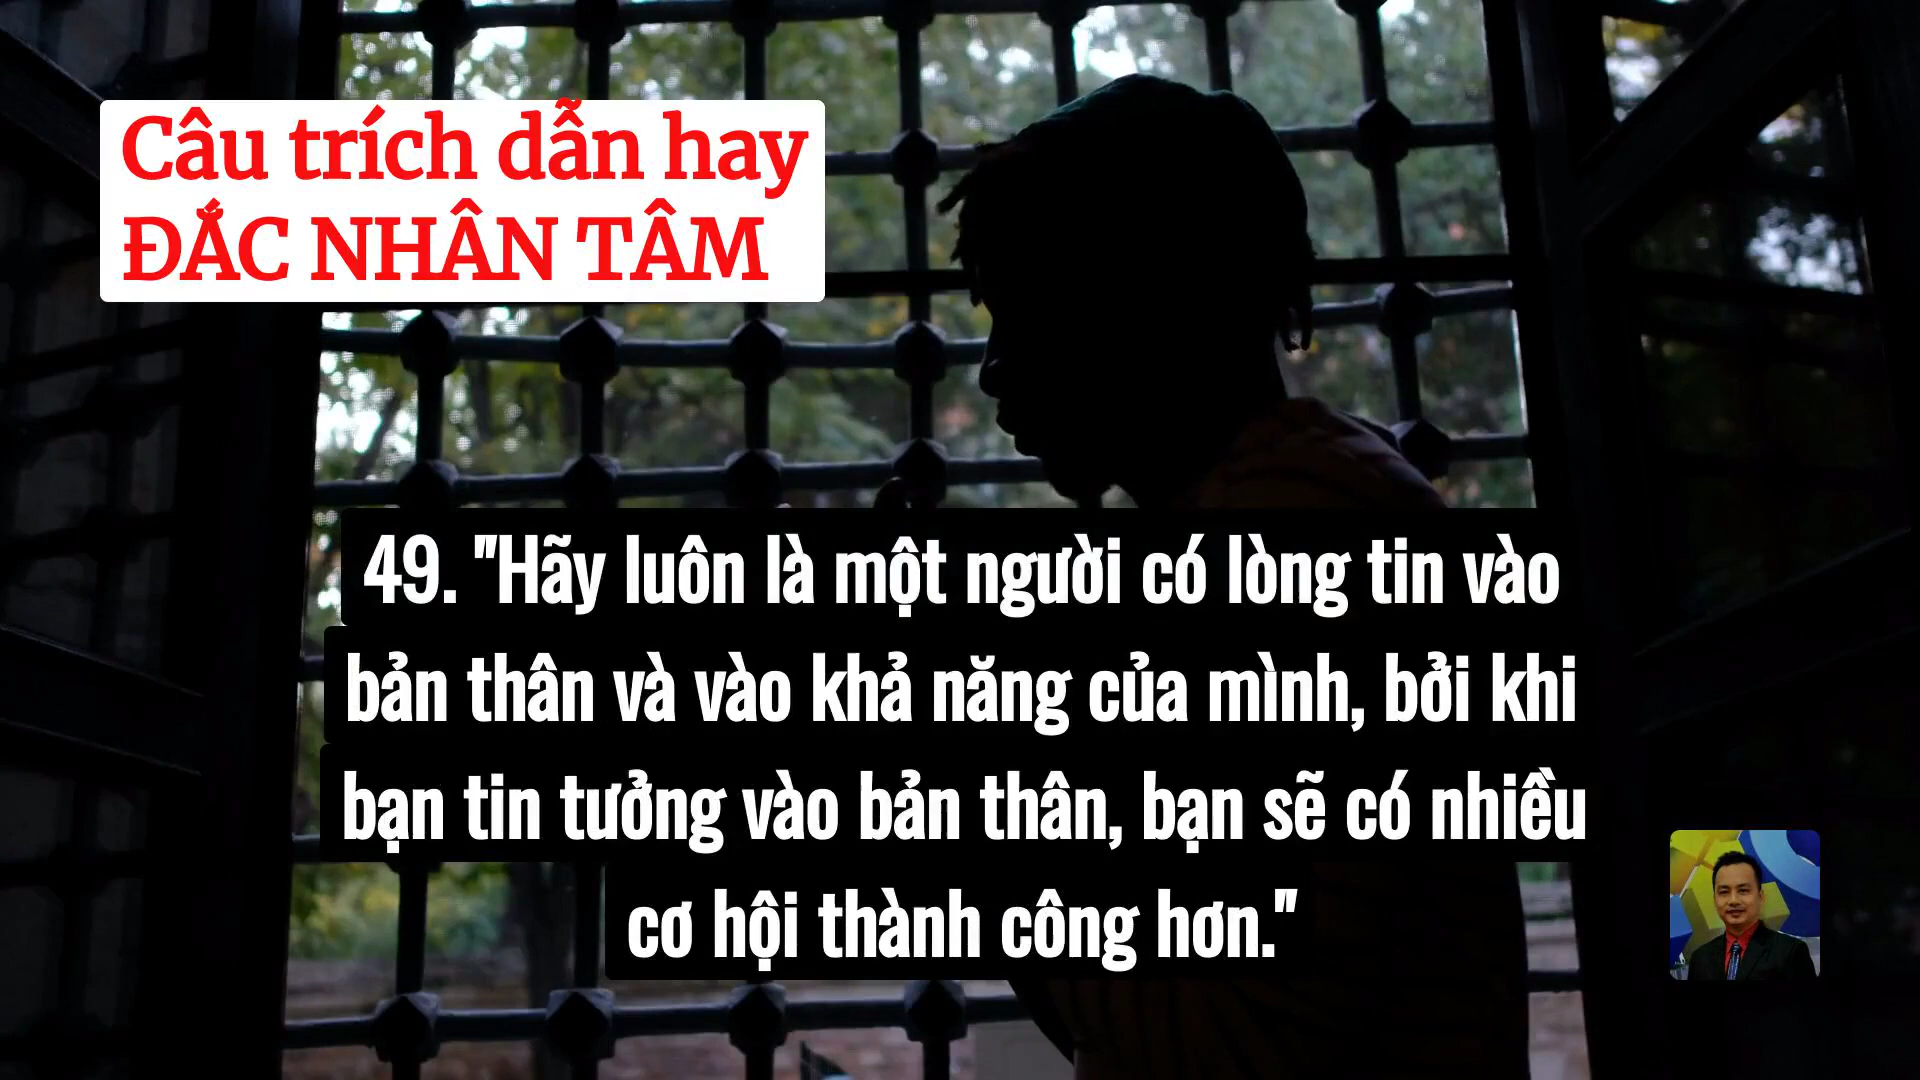 Câu trích dẫn hay
ĐẮC NHÂN TÂM
49. "Hãy luôn là một người có lòng tin vào
bản thân và vào khả năng của mình, bởi khi
bạn tin tưởng vào bản thân, bạn sẽ có nhiều
cơ hội thành công hơn."